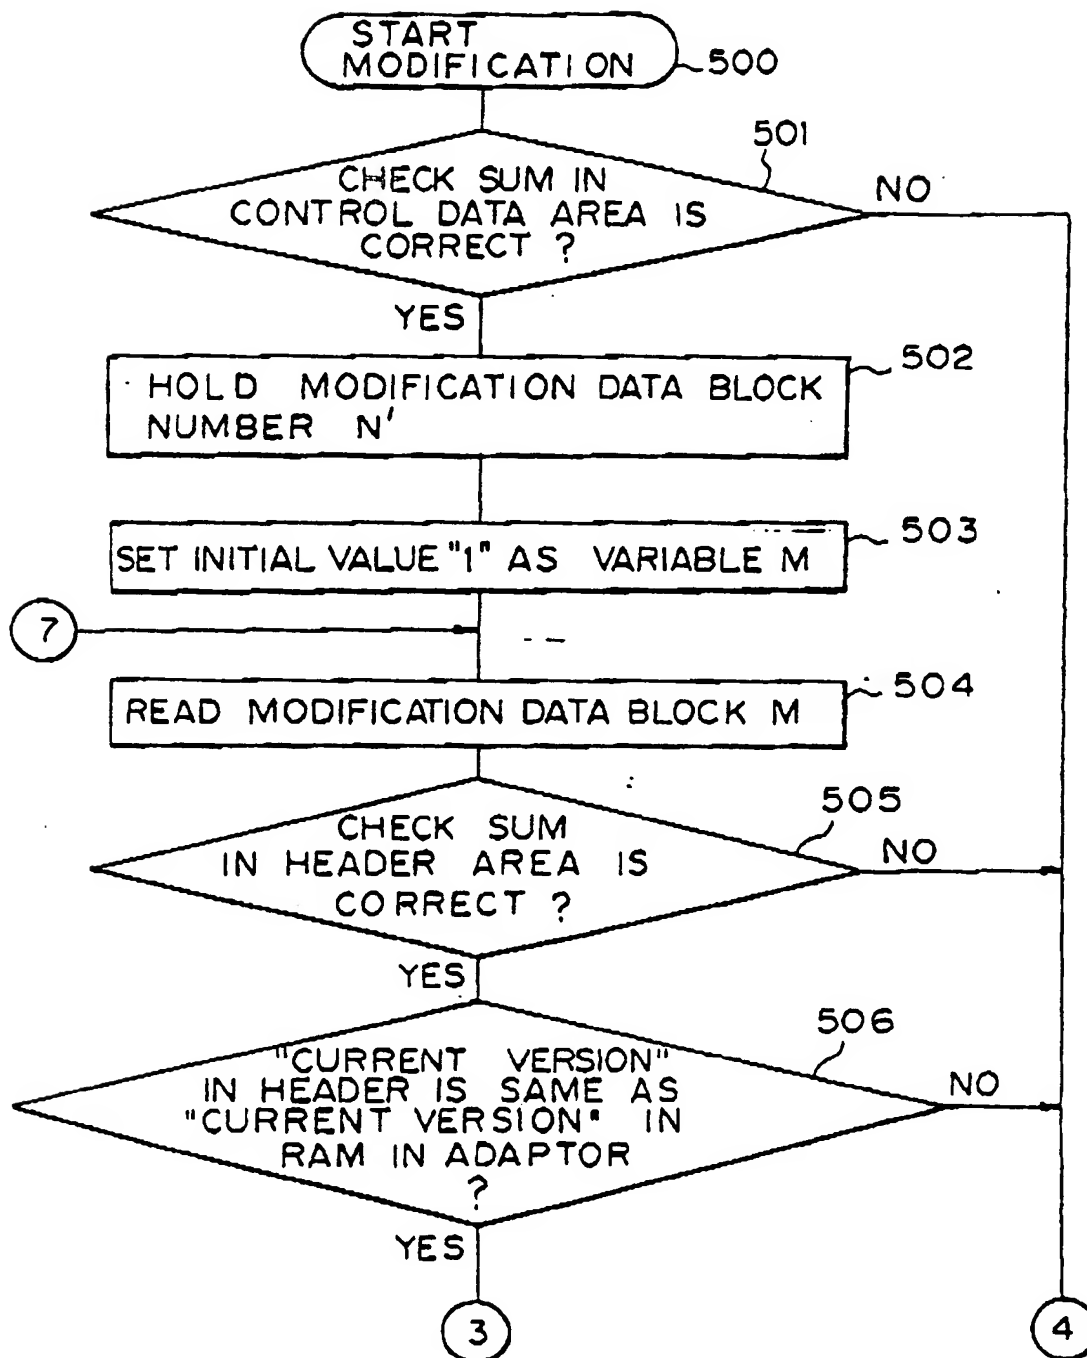 START
MODIFICATION
500
501
CHECK SUM IN
CONTROL DATA AREA IS
CORRECT ?
NO
YES
502
HOLD MODIFICATION DATA BLOCK
NUMBER N'
503
SET INITIAL VALUE "1" AS VARIABLE M
7
504
READ MODIFICATION DATA BLOCK M
505
CHECK SUM
IN HEADER AREA IS
CORRECT ?
NO
YES
506
"CURRENT VERSION"
IN HEADER IS SAME AS
"CURRENT VERSION" IN
RAM IN ADAPTOR
?
NO
YES
3
4